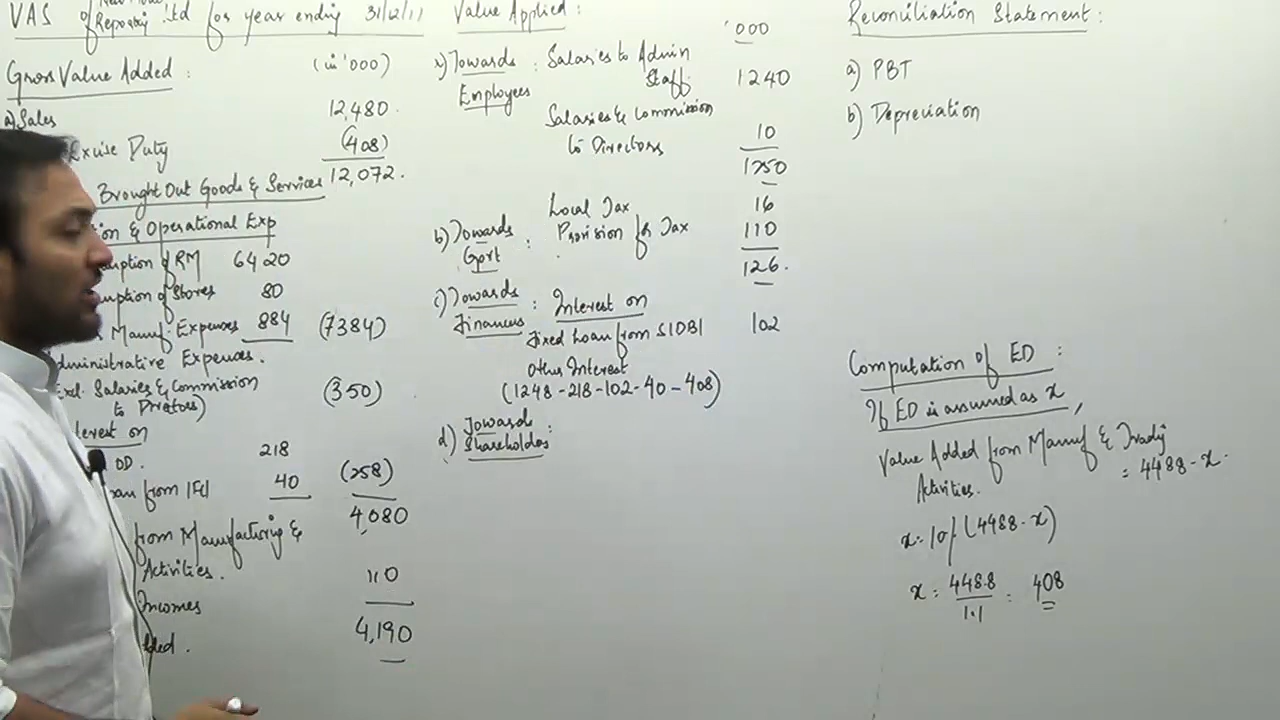 VAS of Reporting Ltd for year ending 31/12/11
Gross Value Added : (in '000)
a) Sales 12,480
Excise Duty (408)
12,072.
Brought Out Goods & Services
& Operational Exp
of RM 6420
of Stores 80
Manuf. Expenses 884 (7384)
Administrative Expenses.
Excl. Salaries & Commission
to (350)
on
OD. 218
from IFCI 40 (258)
4,080
from Manufacturing &
Activities.
Incomes 110
4,190
Value Applied :
'000
a) Towards Employees : Salaries to Admin Staff 1240
Salaries & Commission
to Directors 10
1250
b) Towards Govt : Local Tax 16
Provision for Tax 110
126.
c) Towards Financers : Interest on
Fixed Loan from SIDBI 102
Other Interest
(1248-218-102-40-408)
d) Towards Shareholders :
Reconciliation Statement :
a) PBT
b) Depreciation
Computation of ED :
If ED is assumed as x,
Value Added from Manuf & Tradig
Activities. = 4488-x.
x = 10% (4488-x)
x = 448.8
1.1 = 408